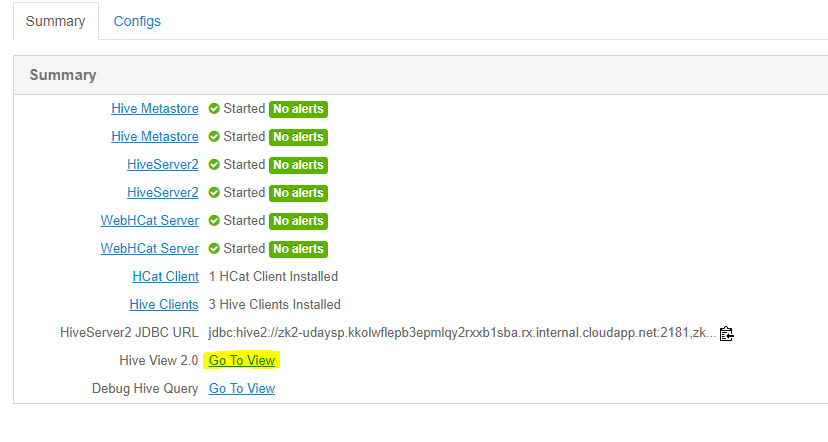 Summary Configs
Summary
Hive Metastore Started No alerts
Hive Metastore Started No alerts
HiveServer2 Started No alerts
HiveServer2 Started No alerts
WebHCat Server Started No alerts
WebHCat Server Started No alerts
HCat Client 1 HCat Client Installed
Hive Clients 3 Hive Clients Installed
HiveServer2 JDBC URL jdbc:hive2://zk2-udaysp.kkolwflepb3epmlqy2rxxb1sba.rx.internal.cloudapp.net:2181,zk...
Hive View 2.0 Go To View
Debug Hive Query Go To View